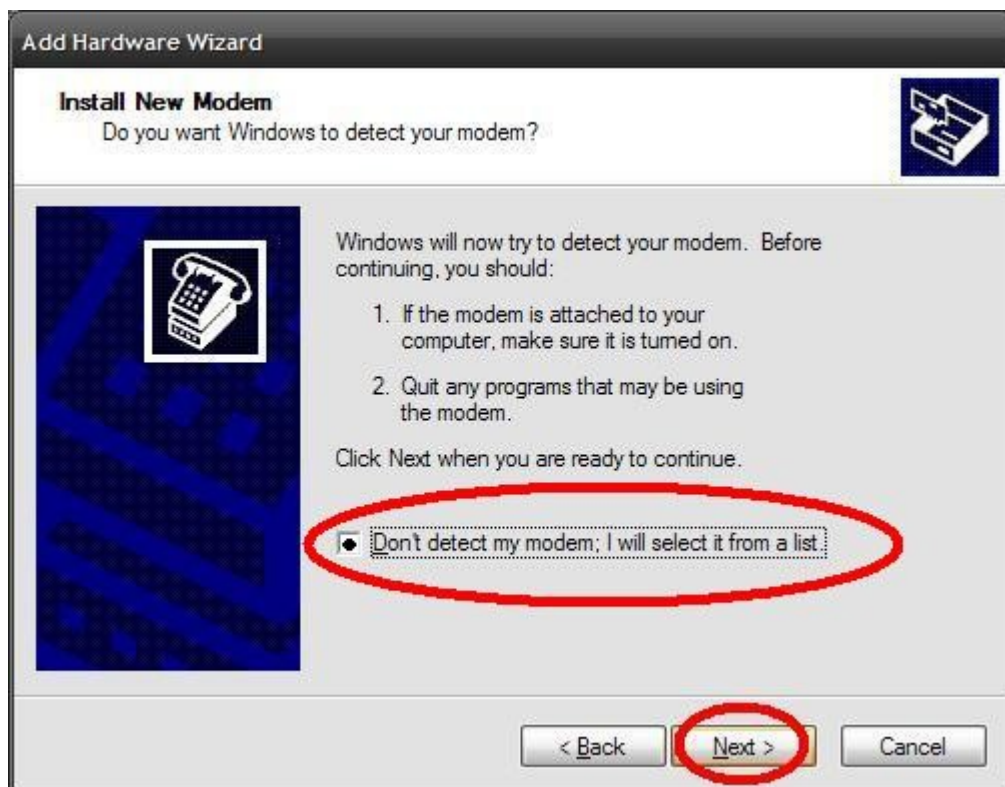 Add Hardware Wizard
Install New Modem
Do you want Windows to detect your modem?
Windows will now try to detect your modem. Before
continuing, you should:
1. If the modem is attached to your
computer, make sure it is turned on.
2. Quit any programs that may be using
the modem.
Click Next when you are ready to continue.
Don't detect my modem; I will select it from a list.
< Back
Next >
Cancel